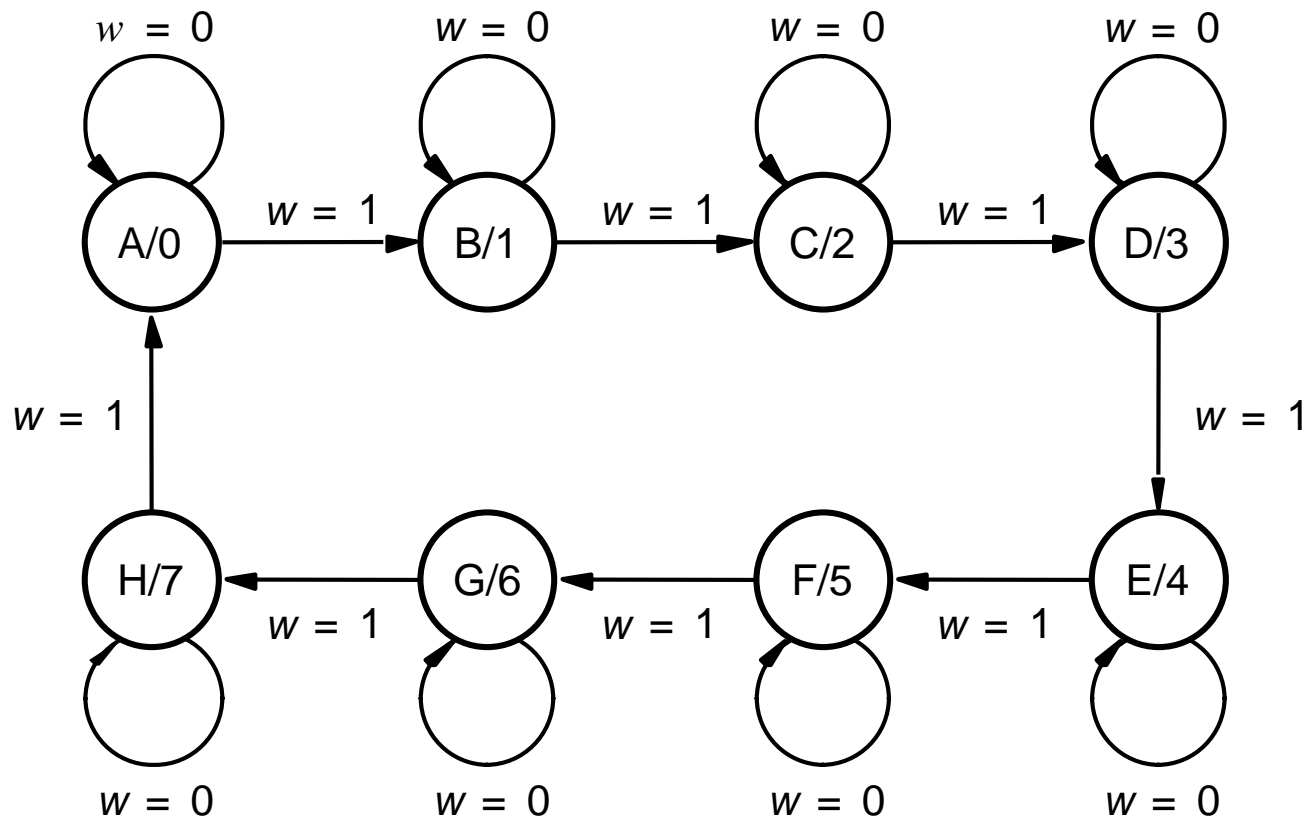 w = 0 w = 0 w = 0 w = 0
w = 1 w = 1 w = 1
A/0 B/1 C/2 D/3
w = 1 w = 1
H/7 G/6 F/5 E/4
w = 1 w = 1 w = 1
w = 0 w = 0 w = 0 w = 0